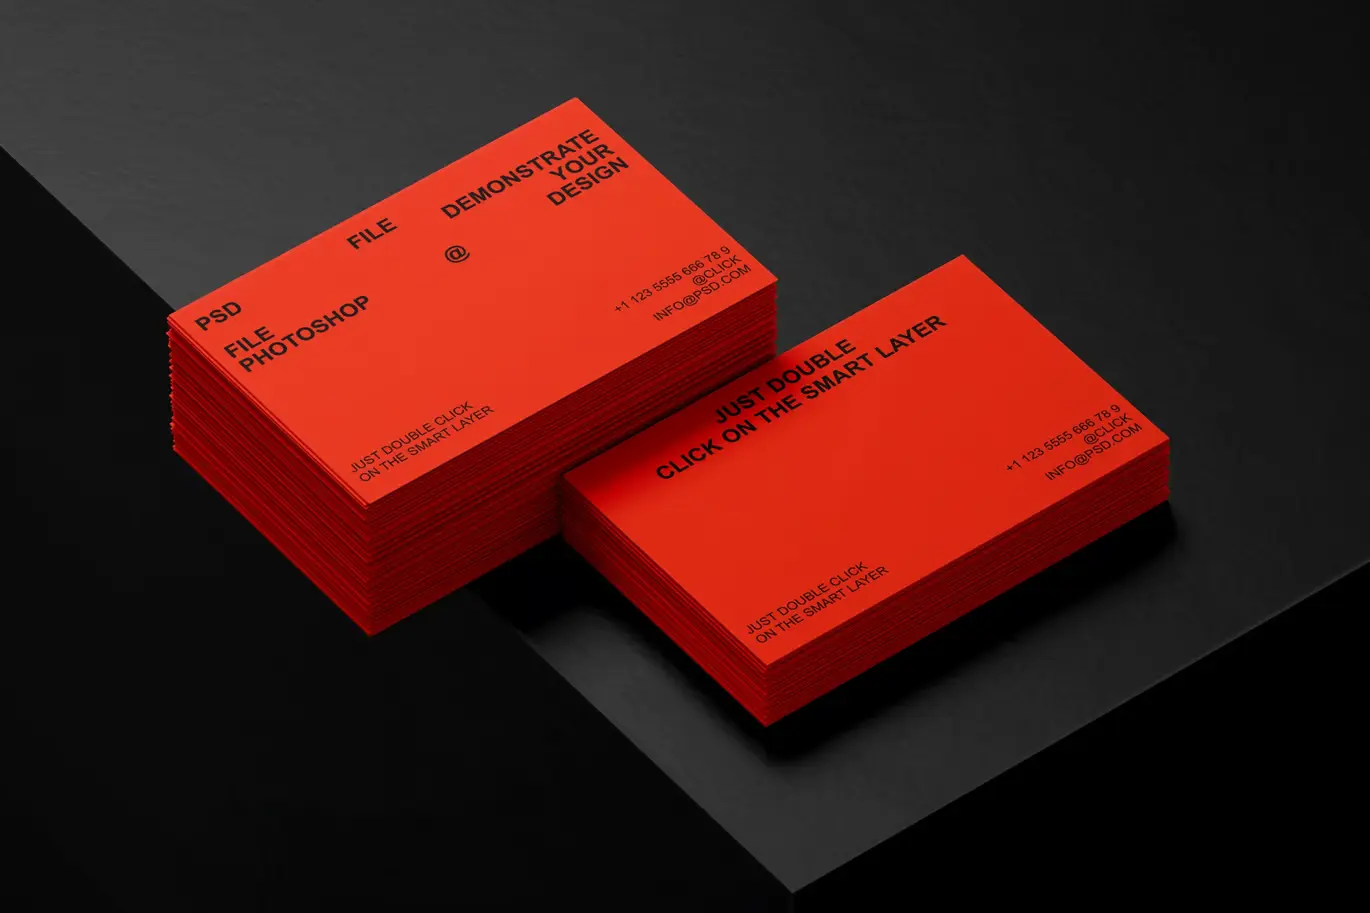 PSD
FILE
DEMONSTRATE
YOUR
DESIGN
@
FILE
PHOTOSHOP
+1 123 5555 666 78 9
@CLICK
INFO@PSD.COM
JUST DOUBLE CLICK
ON THE SMART LAYER
JUST DOUBLE
CLICK ON THE SMART LAYER
+1 123 5555 666 78 9
@CLICK
INFO@PSD.COM
JUST DOUBLE CLICK
ON THE SMART LAYER